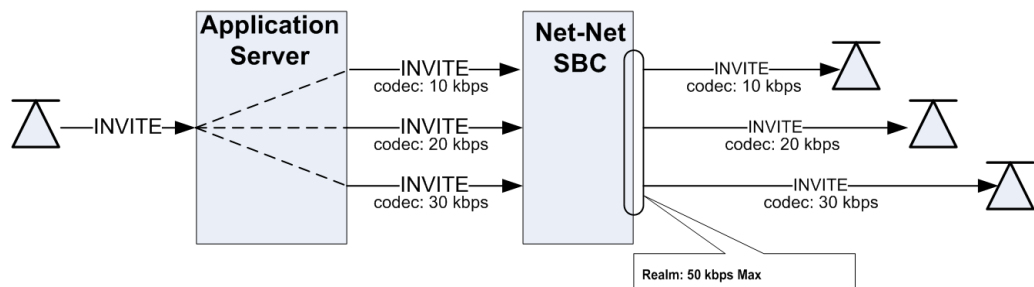 Application
Server
Net-Net
SBC
INVITE
INVITE
codec: 10 kbps
INVITE
codec: 20 kbps
INVITE
codec: 30 kbps
INVITE
codec: 10 kbps
INVITE
codec: 20 kbps
INVITE
codec: 30 kbps
Realm: 50 kbps Max